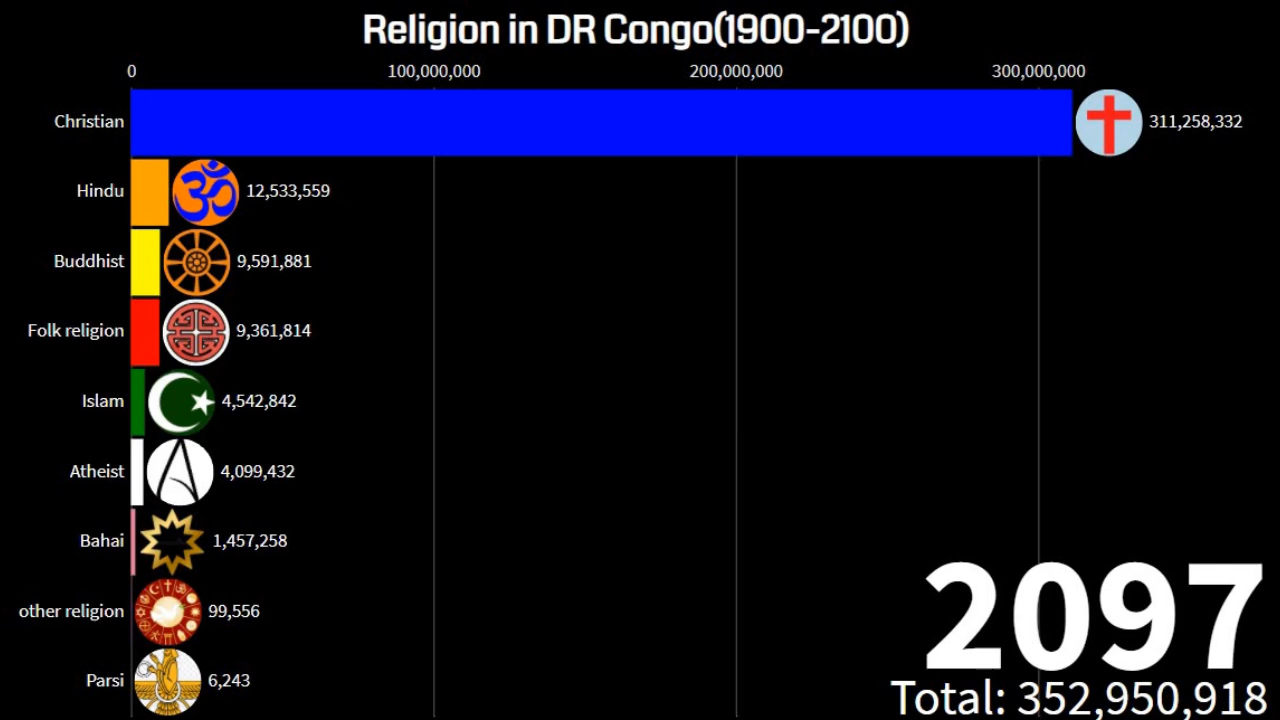 Religion in DR Congo(1900-2100)
0 100,000,000 200,000,000 300,000,000
Christian 311,258,332
Hindu 12,533,559
Buddhist 9,591,881
Folk religion 9,361,814
Islam 4,542,842
Atheist 4,099,432
Bahai 1,457,258
other religion 99,556
Parsi 6,243
2097
Total: 352,950,918